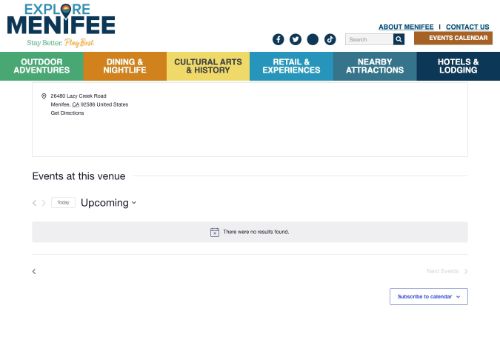 EXPLORE
MENIFEE
Stay Better. Play Best.
ABOUT MENIFEE | CONTACT US
Search
EVENTS CALENDAR
OUTDOOR ADVENTURES
DINING & NIGHTLIFE
CULTURAL ARTS & HISTORY
RETAIL & EXPERIENCES
NEARBY ATTRACTIONS
HOTELS & LODGING
26480 Lazy Creek Road
Menifee, CA 92586 United States
Get Directions
Events at this venue
Today
Upcoming
There were no results found.
Next Events
Subscribe to calendar